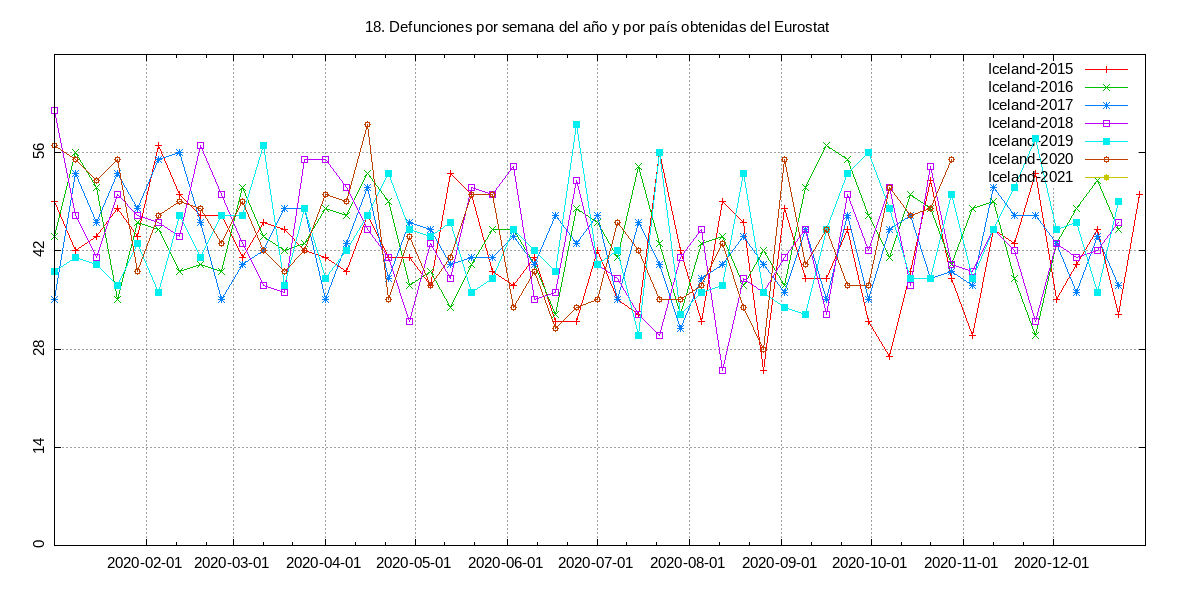 18. Defunciones por semana del año y por país obtenidas del Eurostat
Iceland-2015
Iceland-2016
Iceland-2017
Iceland-2018
Iceland-2019
Iceland-2020
Iceland-2021
56
42
28
14
0
2020-02-01 2020-03-01 2020-04-01 2020-05-01 2020-06-01 2020-07-01 2020-08-01 2020-09-01 2020-10-01 2020-11-01 2020-12-01